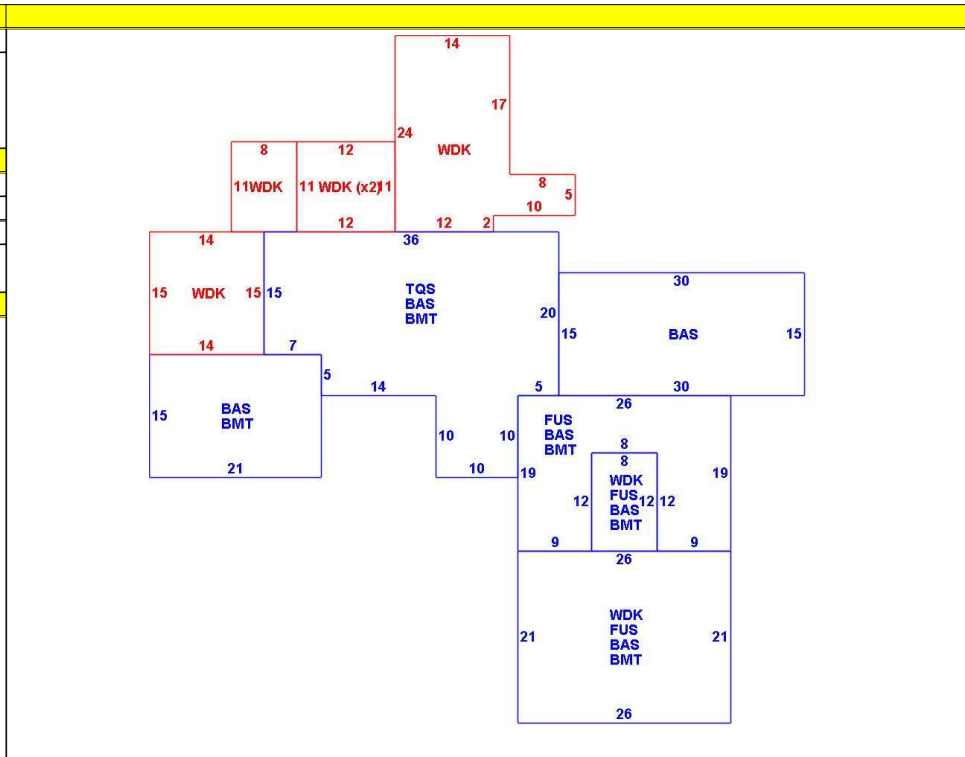 14
17
24
WDK
8 12
8
5
11 WDK 11 WDK (x2) 11
10
12 12 2
14 36
15 WDK 15 15
TQS
BAS
BMT
30
20
15 BAS 15
14 7
5
14 5 30
26
15 BAS
BMT
FUS
BAS
BMT
10 10
8
8
21 10
19 19
WDK
FUS
BAS
BMT
12 12 12
9 9
26
WDK
FUS
BAS
BMT
21 21
26